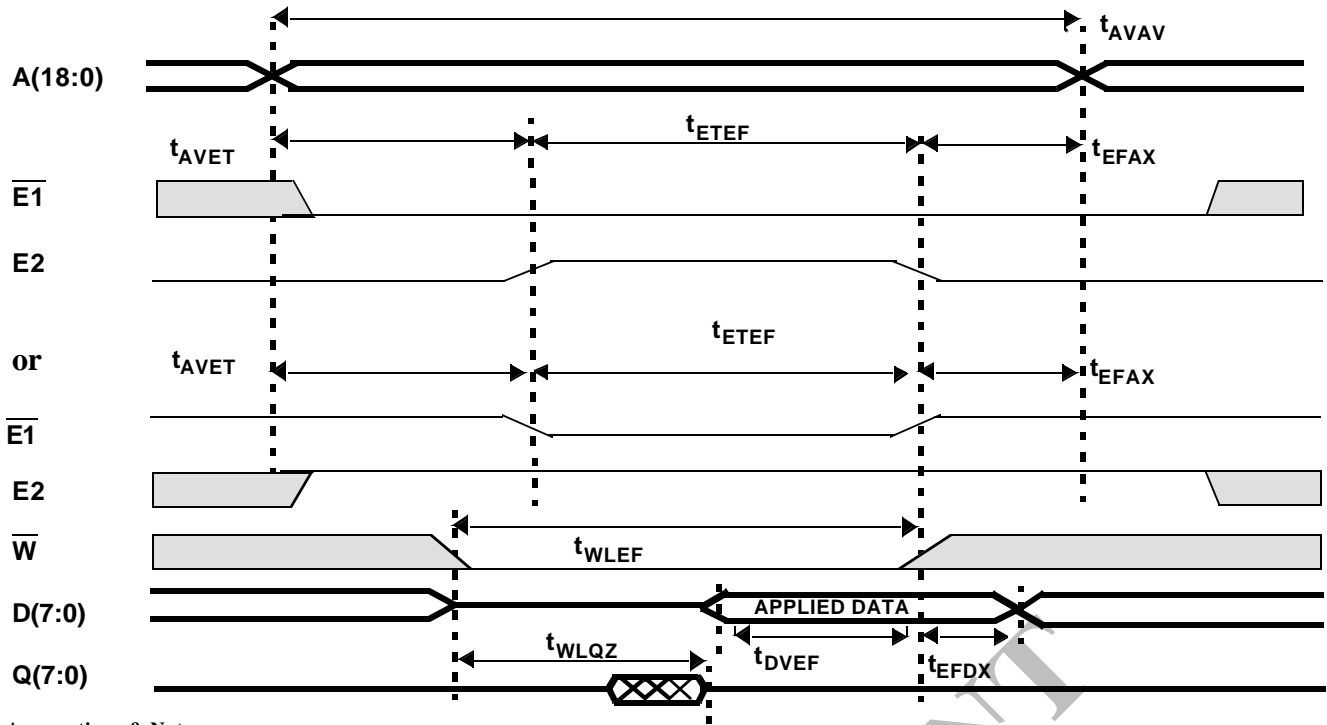 tAVAV
A(18:0)
tAVET tETEF tEFAX
E1
E2
or tAVET tETEF tEFAX
E1
E2
W
tWLEF
D(7:0) APPLIED DATA
tWLQZ tDVEF tEFDX
Q(7:0)